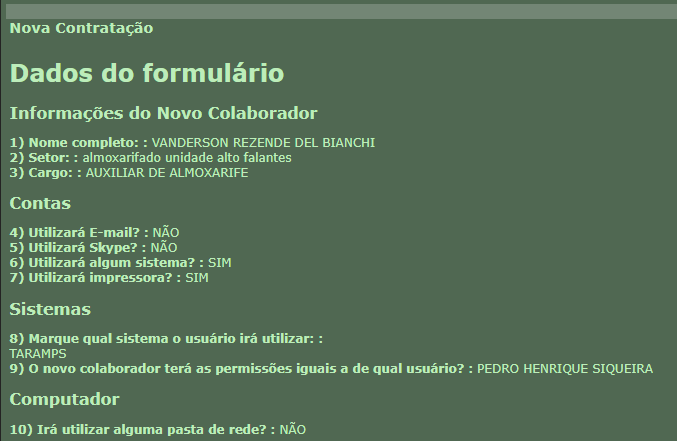 Nova Contratação
Dados do formulário
Informações do Novo Colaborador
1) Nome completo: : VANDERSON REZENDE DEL BIANCHI
2) Setor: : almoxarifado unidade alto falantes
3) Cargo: : AUXILIAR DE ALMOXARIFE
Contas
4) Utilizará E-mail? : NÃO
5) Utilizará Skype? : NÃO
6) Utilizará algum sistema? : SIM
7) Utilizará impressora? : SIM
Sistemas
8) Marque qual sistema o usuário irá utilizar: :
TARAMPS
9) O novo colaborador terá as permissões iguais a de qual usuário? : PEDRO HENRIQUE SIQUEIRA
Computador
10) Irá utilizar alguma pasta de rede? : NÃO